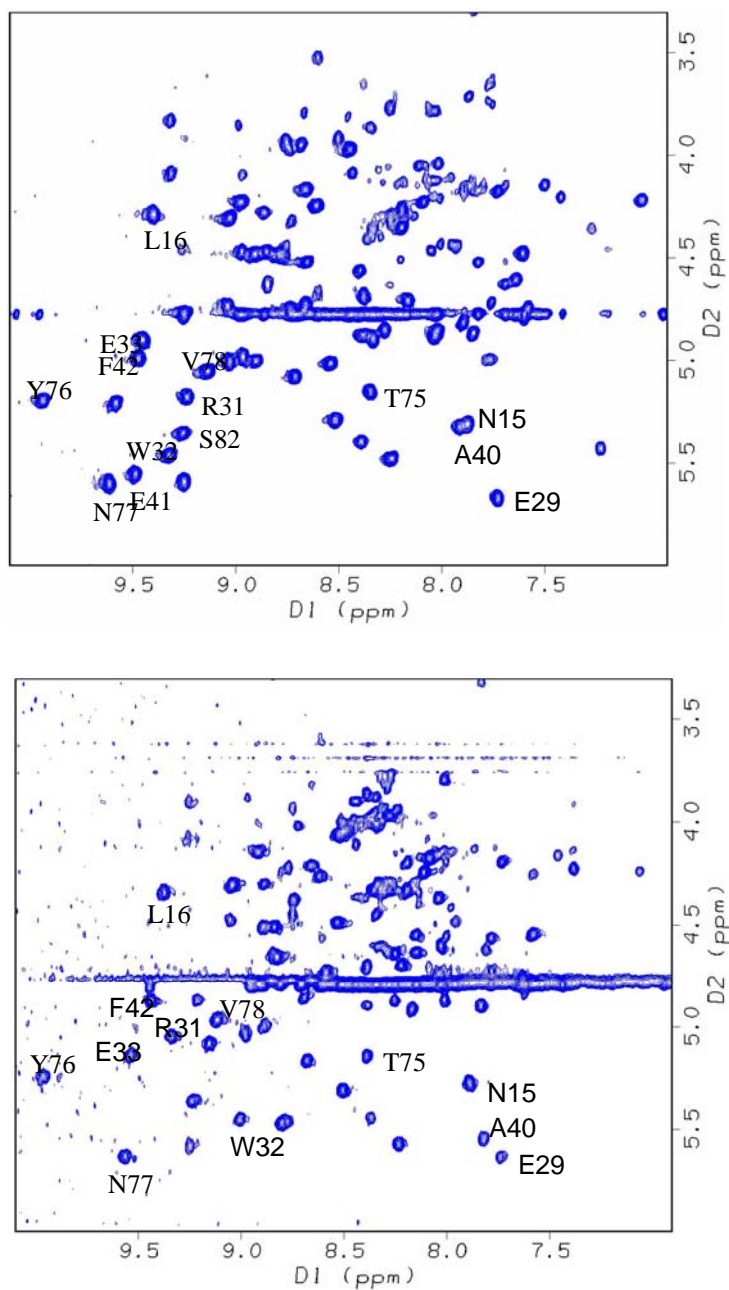 3.5
4.0
L16
4.5
D2 (ppm)
E33
F42
V78
5.0
Y76
R31
T75
N15
S82
W32
A40
5.5
N77
E41
E29
9.5 9.0 8.5 8.0 7.5
D1 (ppm)
3.5
4.0
L16
4.5
D2 (ppm)
F42
V78
5.0
R31
E33
Y76
T75
N15
A40
5.5
W32
E29
N77
9.5 9.0 8.5 8.0 7.5
D1 (ppm)